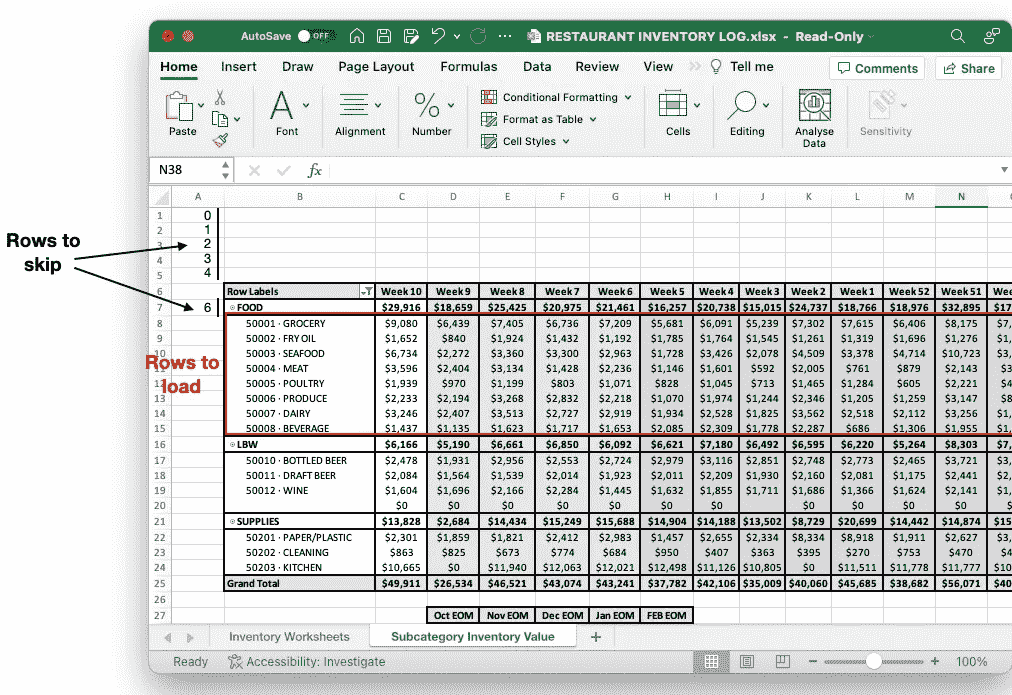 AutoSave OFF ... RESTAURANT INVENTORY LOG.xlsx - Read-Only
Home Insert Draw Page Layout Formulas Data Review View Tell me Comments Share
Paste Font Alignment Number Conditional Formatting Format as Table Cell Styles Cells Editing Analyse Data Sensitivity
N38 fx
A B C D E F G H I J K L M N
1 0
2 1
Rows to skip
3 2
4 3
5 4
6 Row Labels Week 10 Week 9 Week 8 Week 7 Week 6 Week 5 Week 4 Week 3 Week 2 Week 1 Week 52 Week 51 Wee
7 6 FOOD $29,916 $18,659 $25,425 $20,975 $21,461 $16,257 $20,738 $15,015 $24,737 $18,766 $18,976 $32,895 $17
8 50001 · GROCERY $9,080 $6,439 $7,405 $6,736 $7,209 $5,681 $6,091 $5,239 $7,302 $7,615 $6,406 $8,175 $7,
9 50002 · FRY OIL $1,652 $840 $1,924 $1,432 $1,192 $1,785 $1,764 $1,545 $1,261 $1,319 $1,696 $1,276 $1,
10 50003 · SEAFOOD $6,734 $2,272 $3,360 $3,300 $2,963 $1,728 $3,426 $2,078 $4,509 $3,378 $4,714 $10,723 $3,
Rows to load
11 50004 · MEAT $3,596 $2,404 $3,134 $1,428 $2,236 $1,146 $1,601 $592 $2,005 $761 $879 $2,143 $3
12 50005 · POULTRY $1,939 $970 $1,199 $803 $1,071 $828 $1,045 $713 $1,465 $1,284 $605 $2,221 $4
13 50006 · PRODUCE $2,233 $2,194 $3,268 $2,832 $2,218 $1,070 $1,974 $1,244 $2,346 $1,205 $1,259 $3,147 $8
14 50007 · DAIRY $3,246 $2,407 $3,513 $2,727 $2,919 $1,934 $2,528 $1,825 $3,562 $2,518 $2,112 $3,256 $1,
15 50008 · BEVERAGE $1,437 $1,135 $1,623 $1,717 $1,653 $2,085 $2,309 $1,778 $2,287 $686 $1,306 $1,955 $1,
16 LBW $6,166 $5,190 $6,661 $6,850 $6,092 $6,621 $7,180 $6,492 $6,595 $6,220 $5,264 $8,303 $7,
17 50010 · BOTTLED BEER $2,478 $1,931 $2,956 $2,553 $2,724 $2,979 $3,116 $2,851 $2,748 $2,773 $2,465 $3,721 $3,
18 50011 · DRAFT BEER $2,084 $1,564 $1,539 $2,014 $1,923 $2,011 $2,209 $1,930 $2,160 $2,081 $1,175 $2,441 $2,
19 50012 · WINE $1,604 $1,696 $2,166 $2,284 $1,445 $1,632 $1,855 $1,711 $1,686 $1,366 $1,624 $2,141 $1,
20 $0 $0 $0 $0 $0 $0 $0 $0 $0 $0 $0
21 SUPPLIES $13,828 $2,684 $14,434 $15,249 $15,688 $14,904 $14,188 $13,502 $8,729 $20,699 $14,442 $14,874 $15
22 50201 · PAPER/PLASTIC $2,301 $1,859 $1,821 $2,412 $2,983 $1,457 $2,655 $2,334 $8,334 $8,918 $1,911 $2,627 $3,
23 50202 · CLEANING $863 $825 $673 $774 $684 $950 $407 $363 $395 $270 $753 $470 $4
24 50203 · KITCHEN $10,665 $0 $11,940 $12,063 $12,021 $12,498 $11,126 $10,805 $0 $11,511 $11,778 $11,777 $10
25 Grand Total $49,911 $26,534 $46,521 $43,074 $43,241 $37,782 $42,106 $35,009 $40,060 $45,685 $38,682 $56,071 $40
26
27 Oct EOM Nov EOM Dec EOM Jan EOM FEB EOM
Inventory Worksheets Subcategory Inventory Value +
Ready Accessibility: Investigate - + 100%